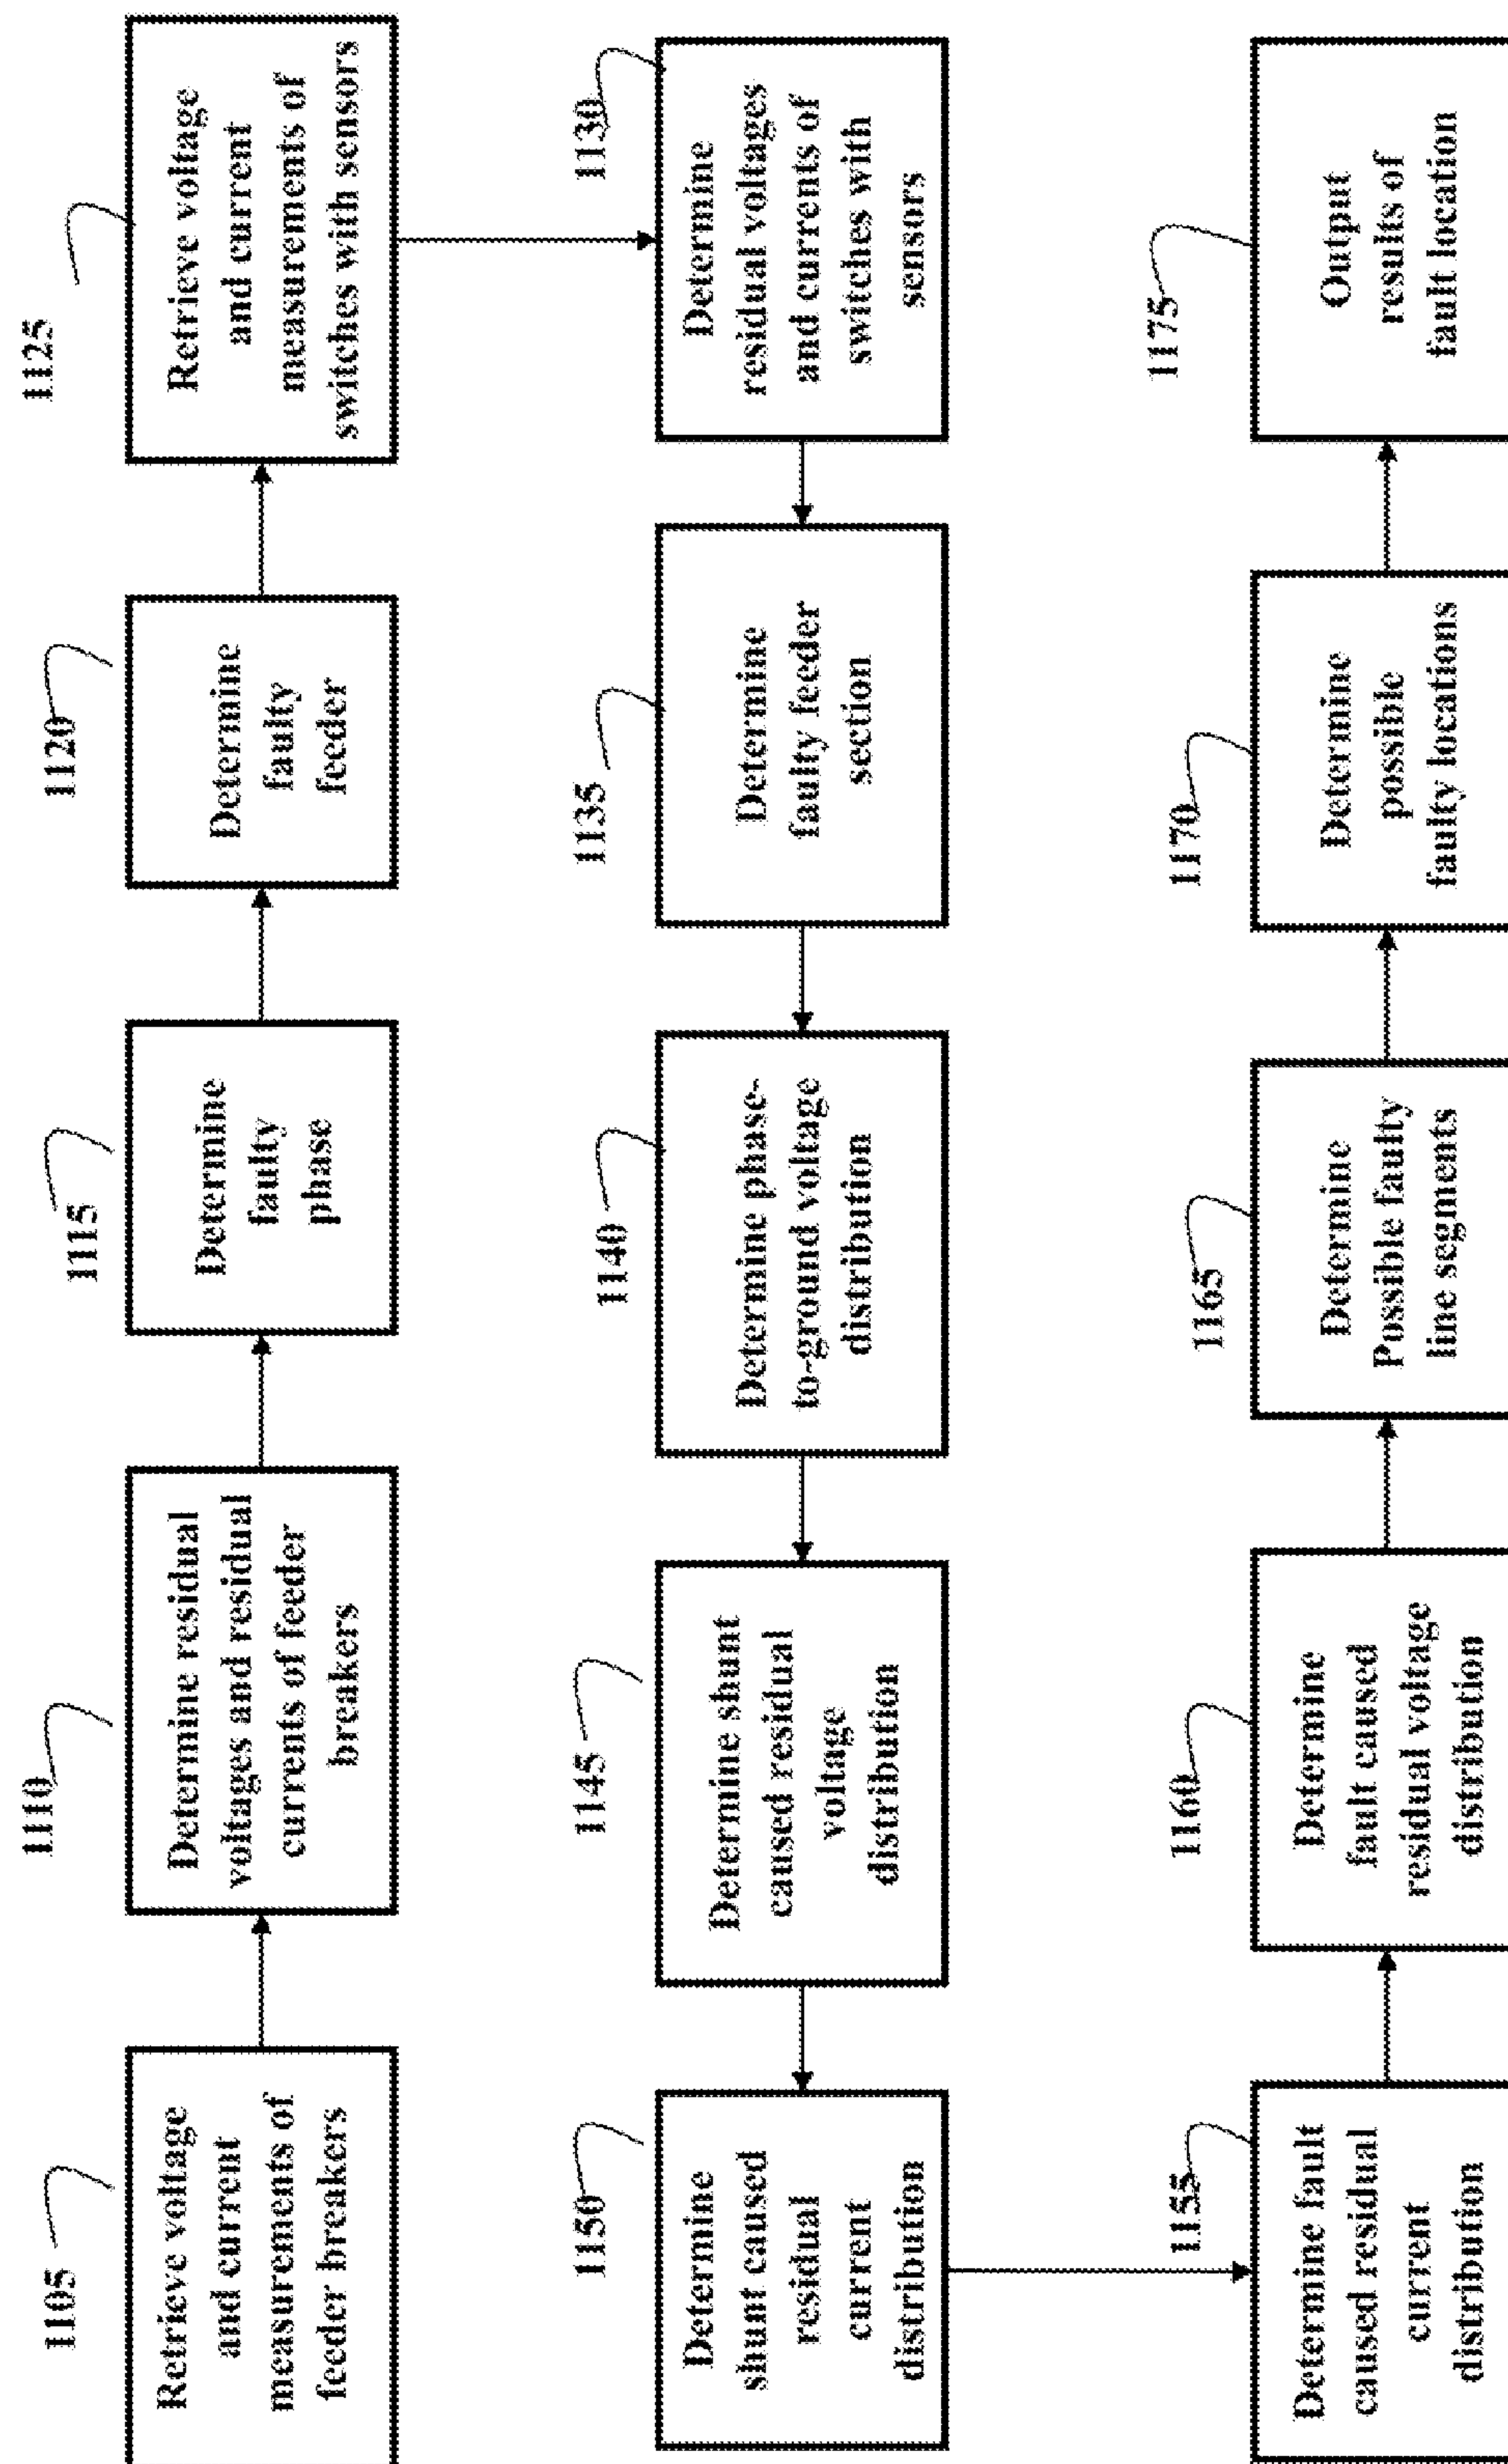 1105
Retrieve voltage
and current
measurements of
feeder breakers
1110
Determine residual
voltages and residual
currents of feeder
breakers
1115
Determine
faulty
phase
1120
Determine
faulty
feeder
1125
Retrieve voltage
and current
measurements of
switches with sensors
1130
Determine
residual voltages
and currents of
switches with
sensors
1135
Determine
faulty feeder
section
1140
Determine phase-
to-ground voltage
distribution
1145
Determine shunt
caused residual
voltage
distribution
1150
Determine
shunt caused
residual
current
distribution
1155
Determine fault
caused residual
current
distribution
1160
Determine
fault caused
residual voltage
distribution
1165
Determine
Possible faulty
line segments
1170
Determine
possible
faulty locations
1175
Output
results of
fault location